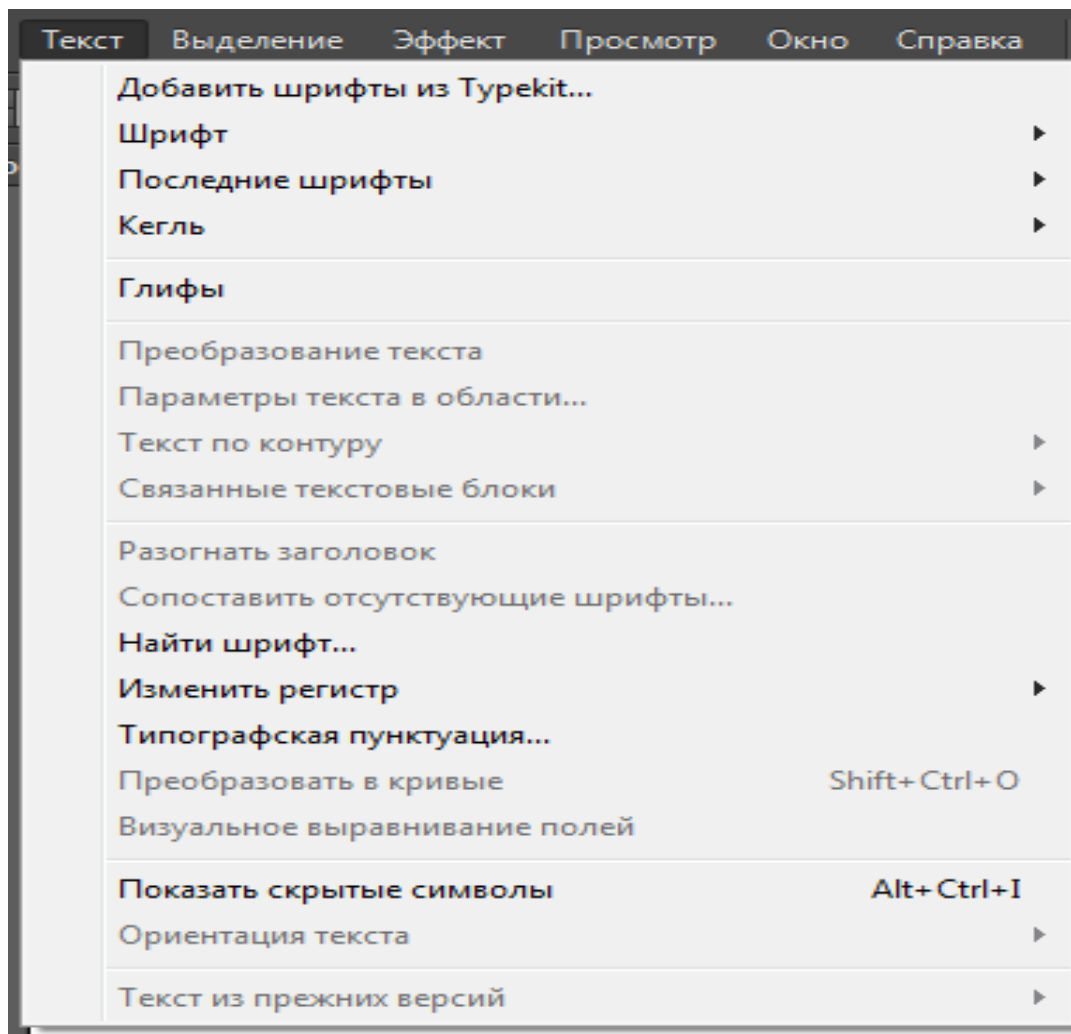 Текст Выделение Эффект Просмотр Окно Справка
Добавить шрифты из Typekit...
Шрифт
Последние шрифты
Кегль
Глифы
Преобразование текста
Параметры текста в области...
Текст по контуру
Связанные текстовые блоки
Разогнать заголовок
Сопоставить отсутствующие шрифты...
Найти шрифт...
Изменить регистр
Типографская пунктуация...
Преобразовать в кривые Shift+Ctrl+O
Визуальное выравнивание полей
Показать скрытые символы Alt+Ctrl+I
Ориентация текста
Текст из прежних версий